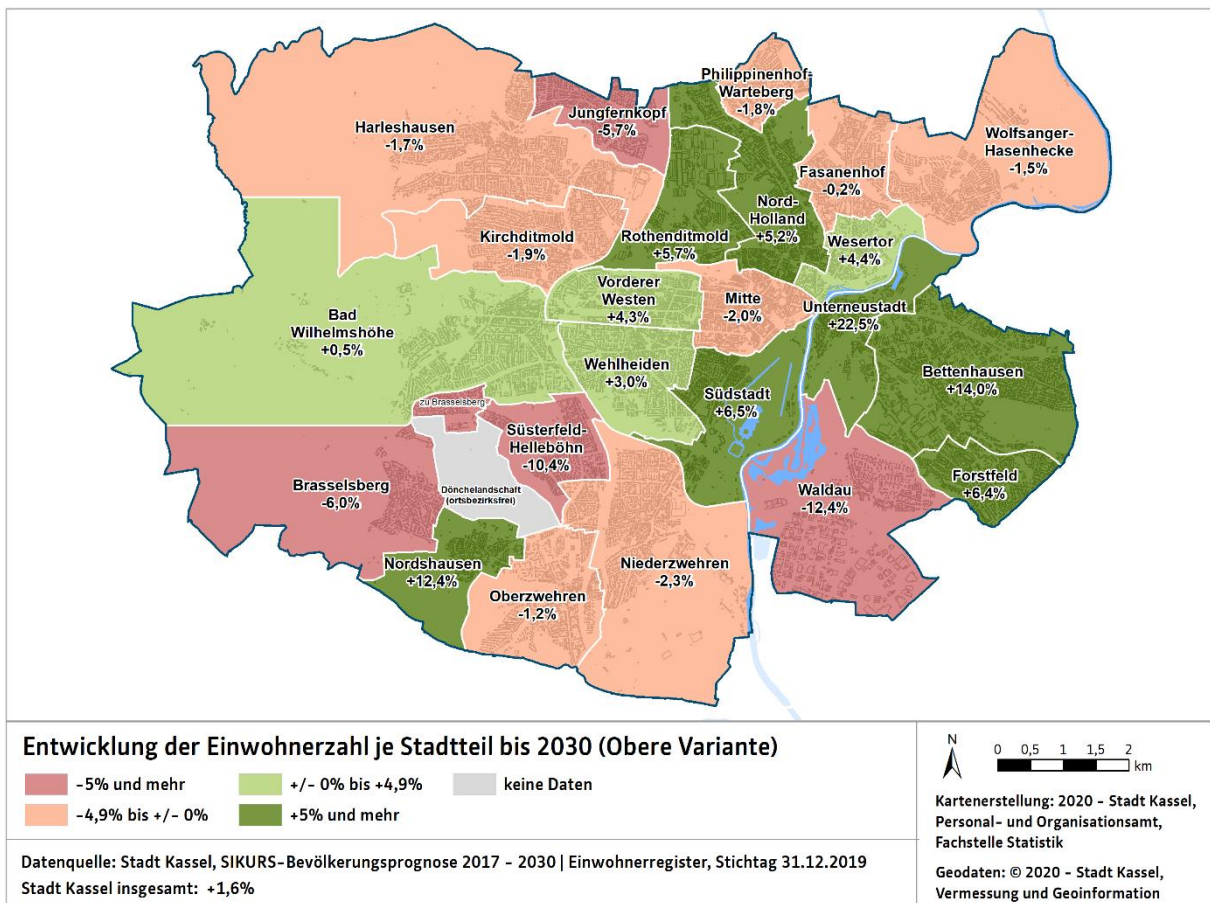 Philippinenhof-
Warteberg
-1,8%
Jungfernkopf
-5,7%
Harleshausen
-1,7%
Wolfsanger-
Hasenhecke
-1,5%
Fasanenhof
-0,2%
Nord-
Holland
+5,2%
Kirchditmold
-1,9%
Rothenditmold
+5,7%
Wesertor
+4,4%
Vorderer
Westen
+4,3%
Mitte
-2,0%
Unterneustadt
+22,5%
Bad
Wilhelmshöhe
+0,5%
Wehlheiden
+3,0%
Bettenhausen
+14,0%
Südstadt
+6,5%
zu Brasselsberg
Süsterfeld-
Helleböhn
-10,4%
Forstfeld
+6,4%
Brasselsberg
-6,0%
Dönchelandschaft
(ortsbezirksfrei)
Waldau
-12,4%
Nordshausen
+12,4%
Niederzwehren
-2,3%
Oberzwehren
-1,2%
Entwicklung der Einwohnerzahl je Stadtteil bis 2030 (Obere Variante)
-5% und mehr
+/- 0% bis +4,9%
keine Daten
-4,9% bis +/- 0%
+5% und mehr
Datenquelle: Stadt Kassel, SIKURS-Bevölkerungsprognose 2017 - 2030 | Einwohnerregister, Stichtag 31.12.2019
Stadt Kassel insgesamt: +1,6%
N
0 0,5 1 1,5 2
km
Kartenerstellung: 2020 - Stadt Kassel,
Personal- und Organisationsamt,
Fachstelle Statistik
Geodaten: © 2020 - Stadt Kassel,
Vermessung und Geoinformation